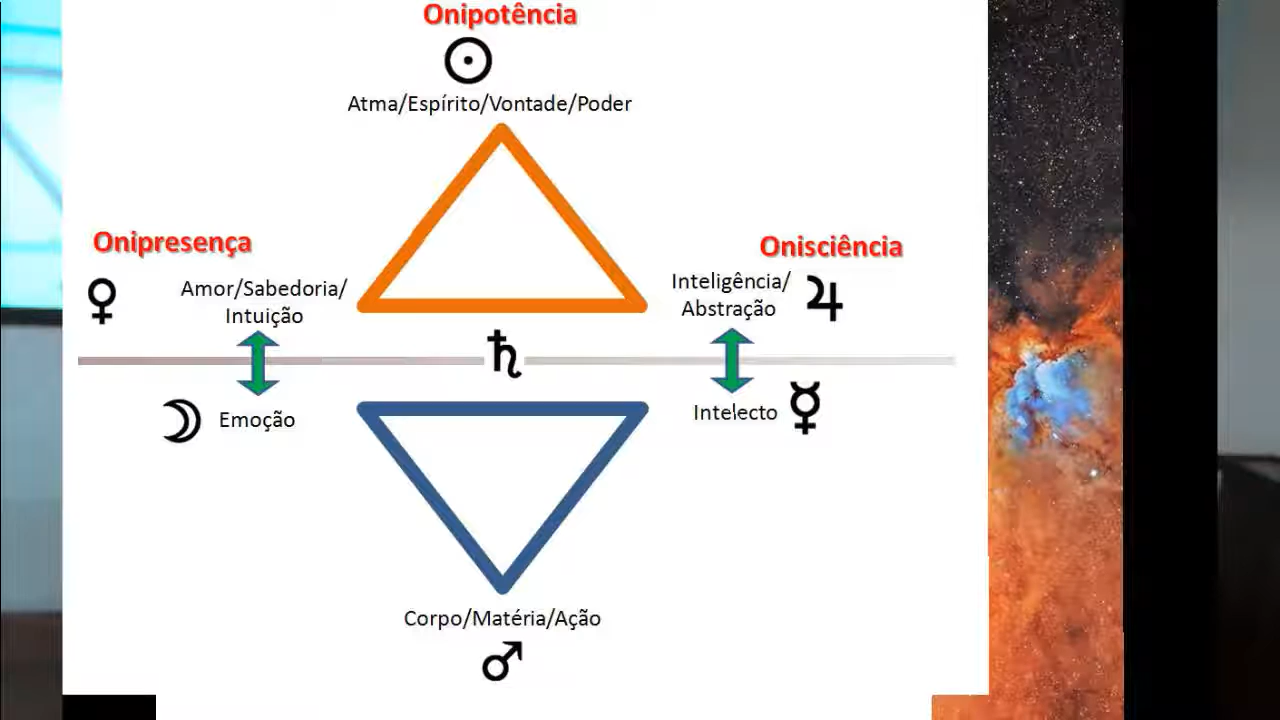 Onipotência
Atma/Espírito/Vontade/Poder
Onipresença
Amor/Sabedoria/
Intuição
Onisciência
Inteligência/
Abstração
Emoção
Intelecto
Corpo/Matéria/Ação